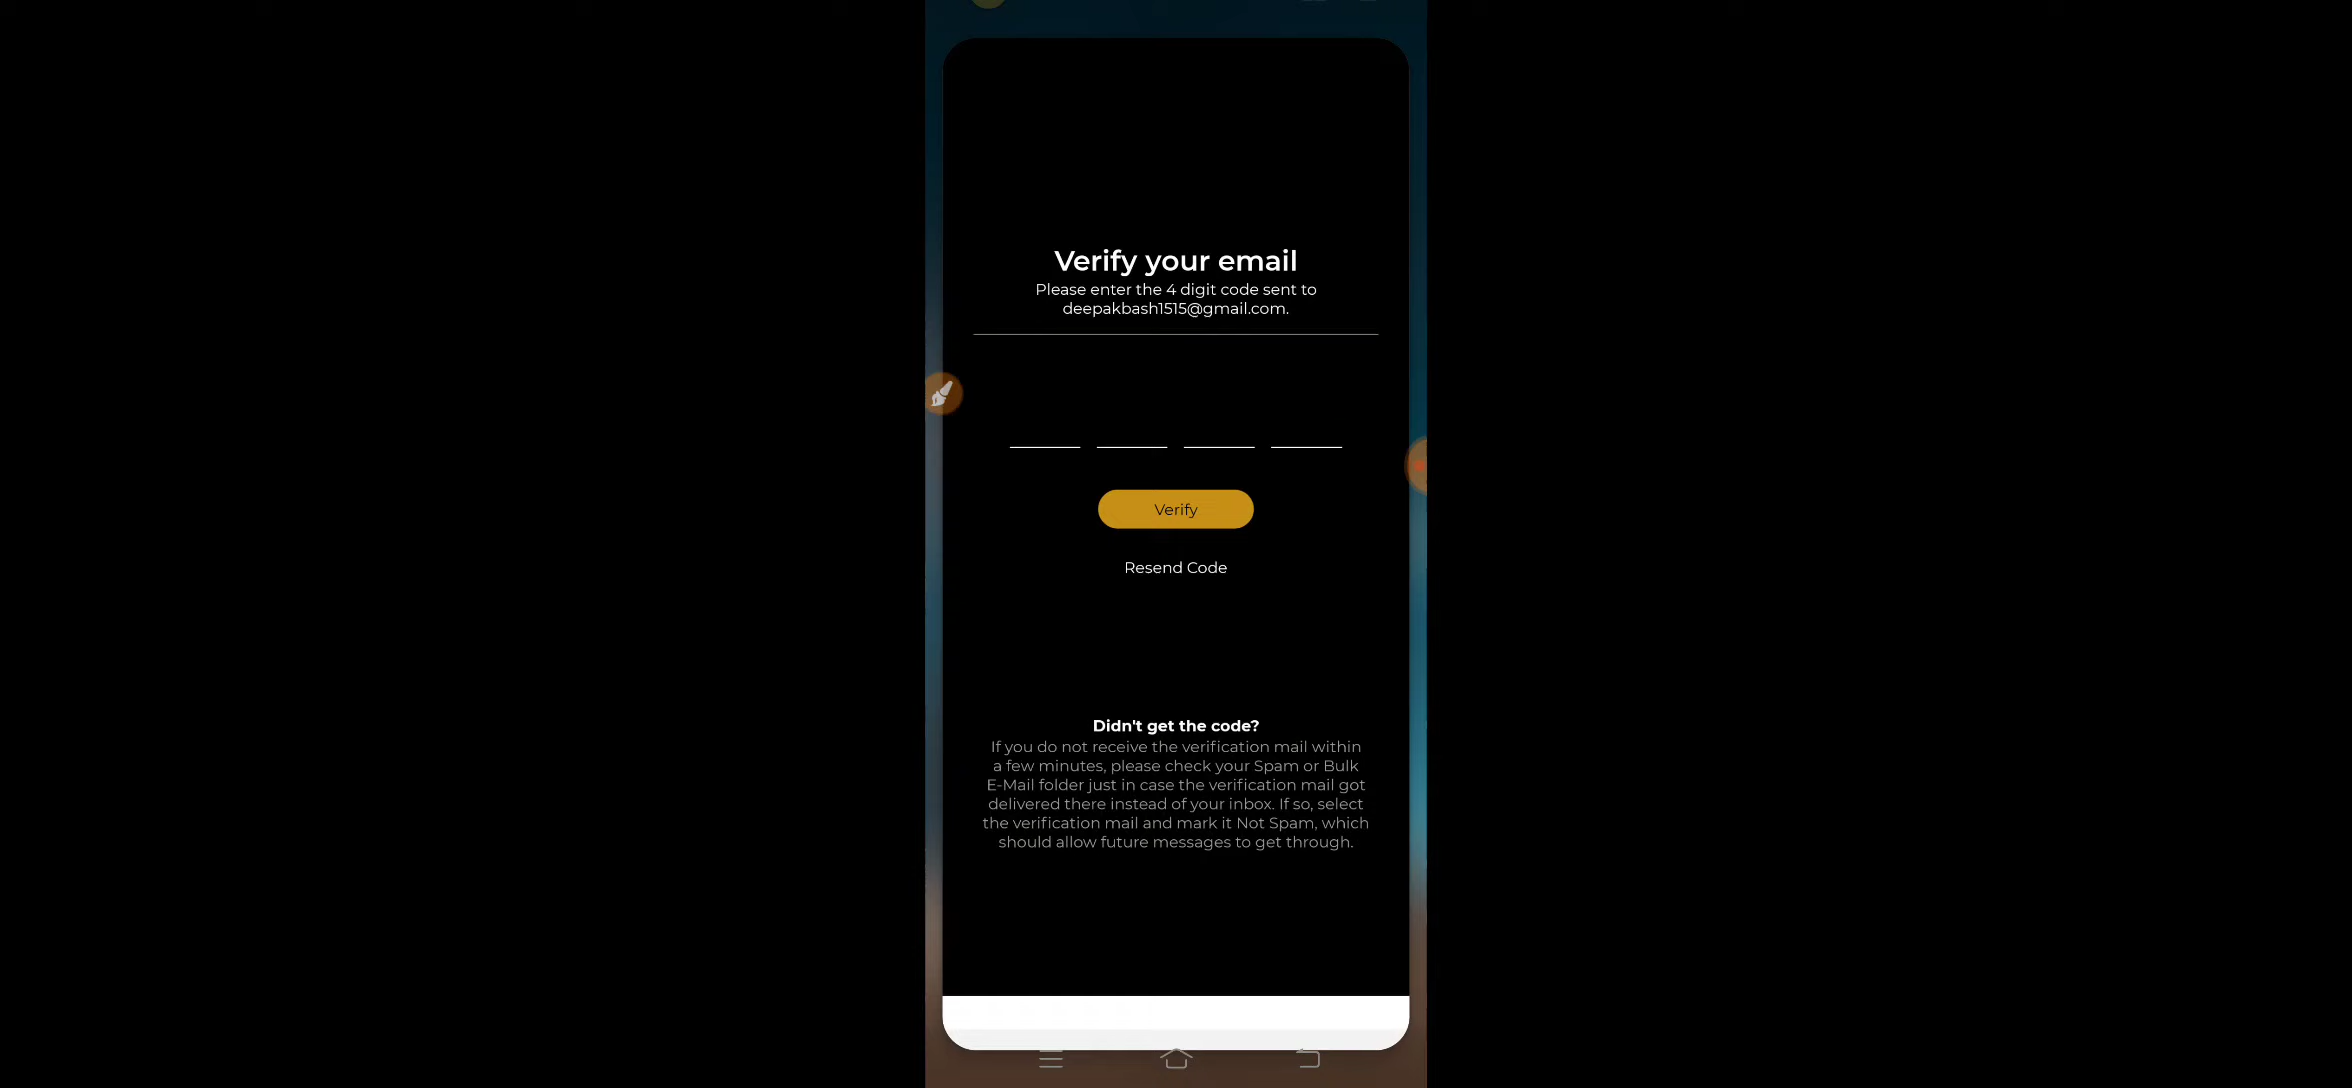 Verify your email
Please enter the 4 digit code sent to
deepakbash1515@gmail.com.
Verify
Resend Code
Didn't get the code?
If you do not receive the verification mail within
a few minutes, please check your Spam or Bulk
E-Mail folder just in case the verification mail got
delivered there instead of your inbox. If so, select
the verification mail and mark it Not Spam, which
should allow future messages to get through.